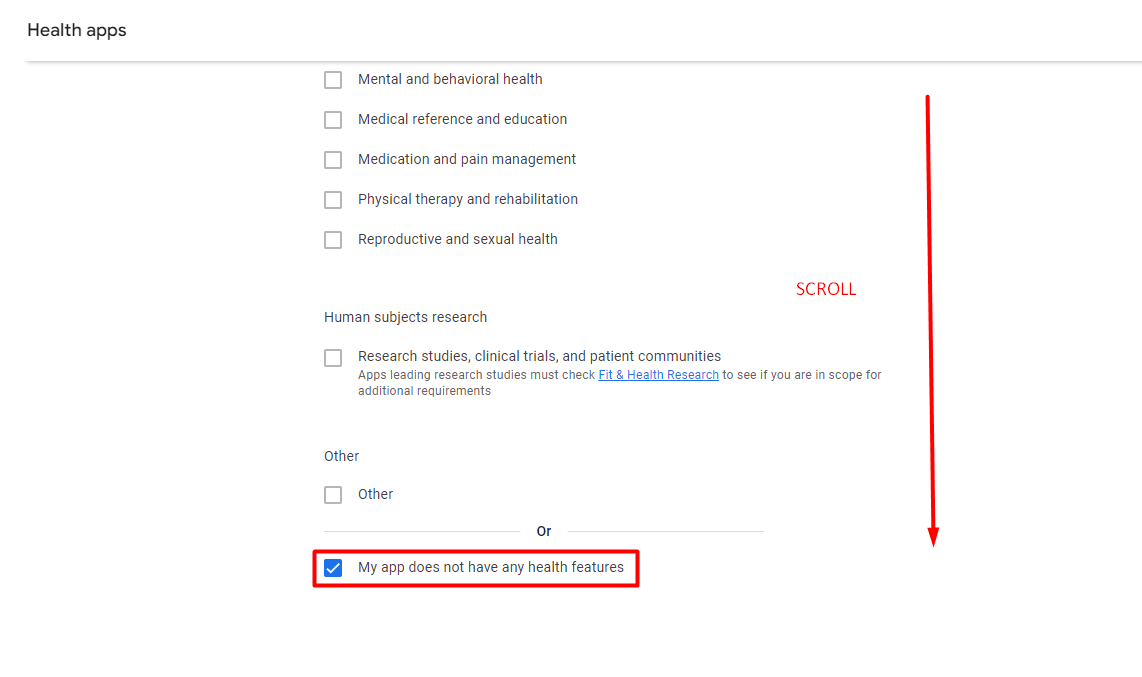 Health apps
Mental and behavioral health
Medical reference and education
Medication and pain management
Physical therapy and rehabilitation
Reproductive and sexual health
SCROLL
Human subjects research
Research studies, clinical trials, and patient communities
Apps leading research studies must check Fit & Health Research to see if you are in scope for
additional requirements
Other
Other
Or
My app does not have any health features